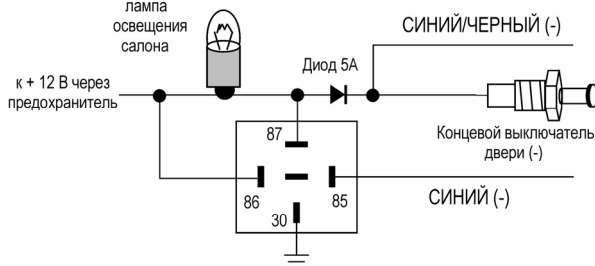 лампа
освещения
салона
СИНИЙ/ЧЕРНЫЙ (-)
Диод 5А
к + 12 В через
предохранитель
Концевой выключатель
двери (-)
87
86
85
30
СИНИЙ (-)